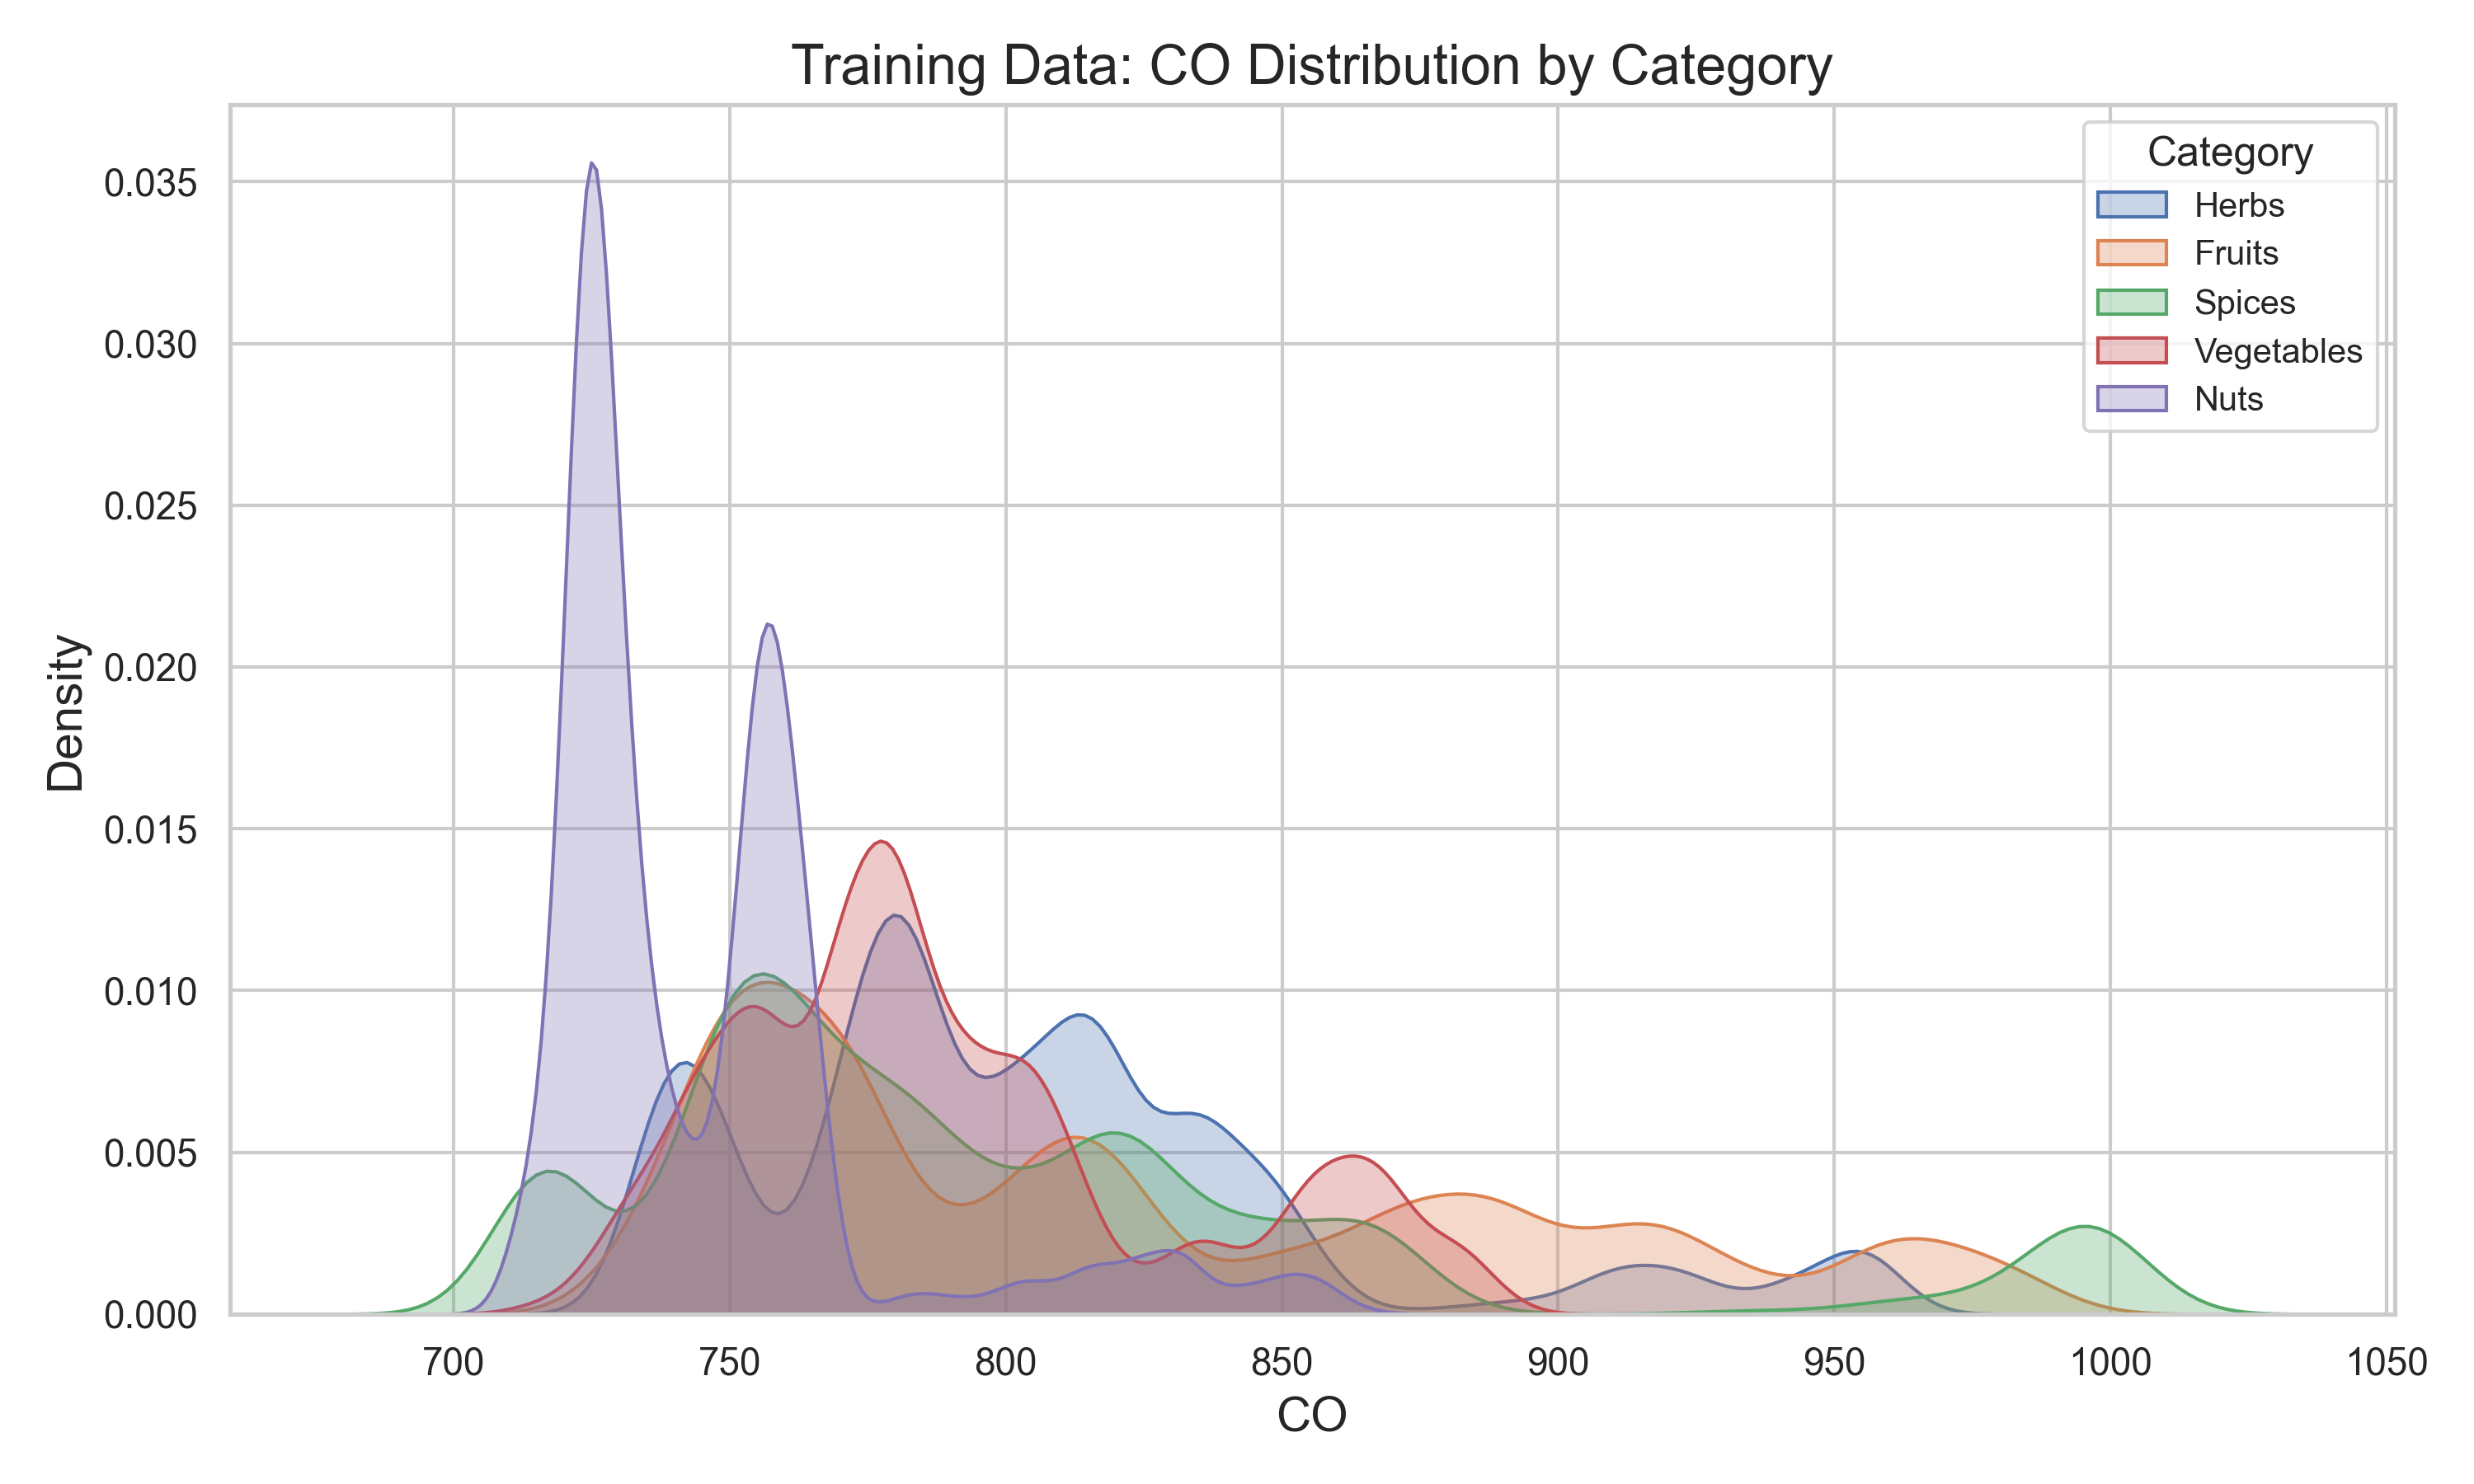 Training Data: CO Distribution by Category
Category
Herbs
Fruits
Spices
Vegetables
Nuts
Density
0.035
0.030
0.025
0.020
0.015
0.010
0.005
0.000
700 750 800 850 900 950 1000 1050
CO